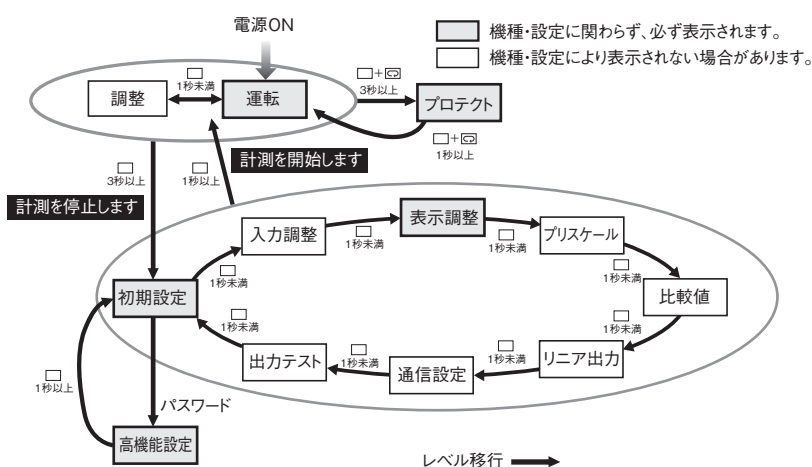 電源ON
機種・設定に関わらず、必ず表示されます。
機種・設定により表示されない場合があります。
調整
1秒未満
運転
3秒以上
プロテクト
1秒以上
計測を開始します
3秒以上
1秒以上
計測を停止します
入力調整
1秒未満
表示調整
1秒未満
プリスケール
1秒未満
1秒未満
比較値
初期設定
1秒未満
1秒未満
出力テスト
1秒未満
通信設定
1秒未満
リニア出力
1秒以上
パスワード
高機能設定
レベル移行